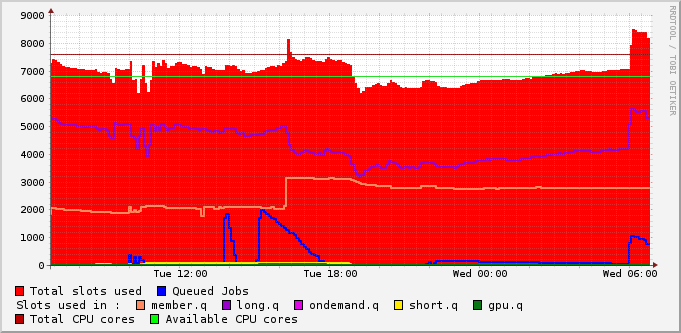 RRDTOOL / TOBI OETIKER
9000
8000
7000
6000
5000
4000
3000
2000
1000
0
Tue 12:00 Tue 18:00 Wed 00:00 Wed 06:00
Total slots used Queued Jobs
Slots used in : member.q long.q ondemand.q short.q gpu.q
Total CPU cores Available CPU cores